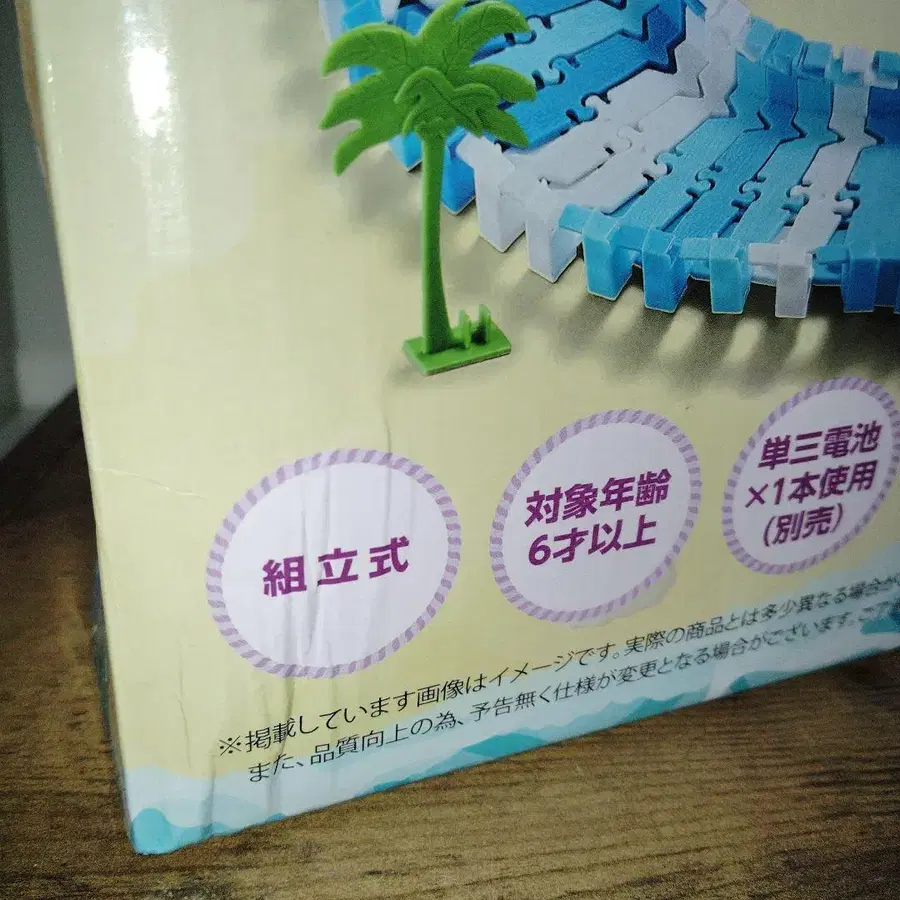 組立式
対象年齢
6才以上
単三電池
×1本使用
(別売)
※掲載しています画像はイメージです。実際の商品とは多少異なる場合が
また、品質向上の為、予告無く仕様が変更となる場合がございます。ご了